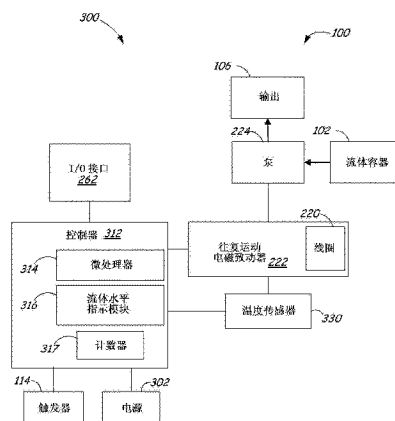 300
100
106
输出
224
102
泵
流体容器
I/O 接口
262
220
控制器 312
往复运动
电磁致动器 222
线圈
314
微处理器
316
流体水平
指示模块
温度传感器
330
317
计数器
114
302
触发器
电源